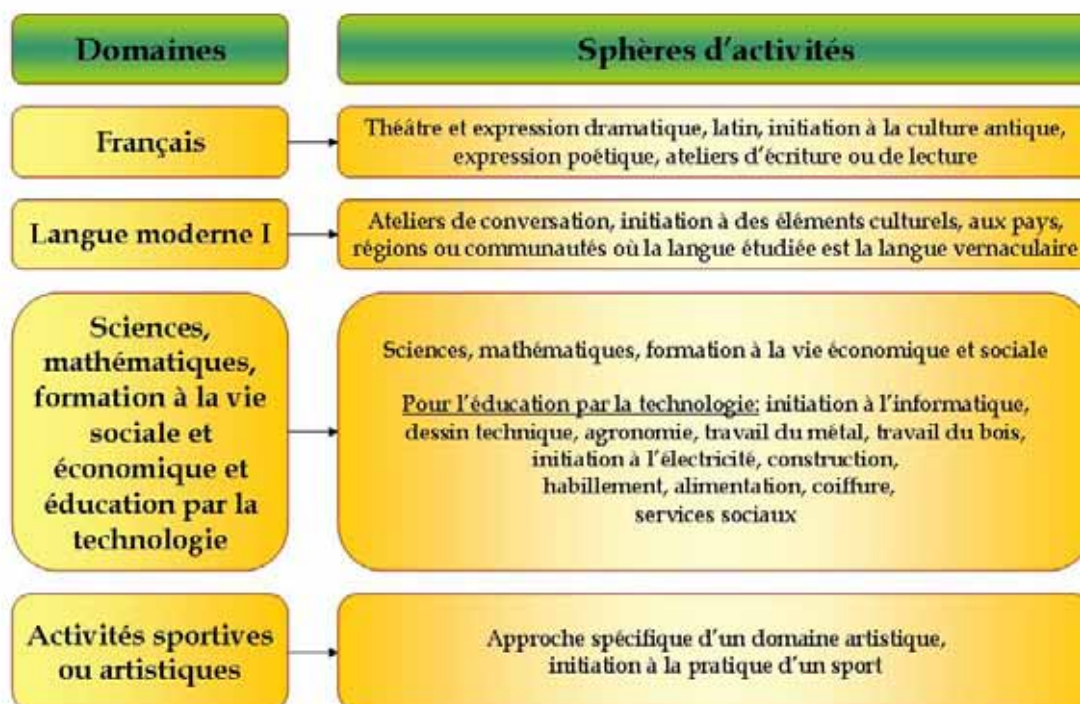 Domaines
Sphères d'activités
Français
Théâtre et expression dramatique, latin, initiation à la culture antique,
expression poétique, ateliers d'écriture ou de lecture
Langue moderne I
Ateliers de conversation, initiation à des éléments culturels, aux pays,
régions ou communautés où la langue étudiée est la langue vernaculaire
Sciences,
mathématiques,
formation à la vie
sociale et
économique et
éducation par la
technologie
Sciences, mathématiques, formation à la vie économique et sociale
Pour l'éducation par la technologie: initiation à l'informatique,
dessin technique, agronomie, travail du métal, travail du bois,
initiation à l'électricité, construction,
habillement, alimentation, coiffure,
services sociaux
Activités sportives
ou artistiques
Approche spécifique d'un domaine artistique,
initiation à la pratique d'un sport